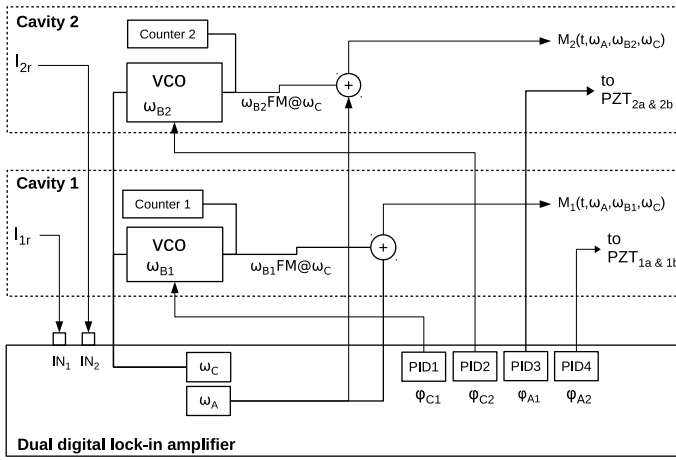 Cavity 2
Counter 2
I2r
VCO
ωB2
ωB2FM@ωC
+
M2(t,ωA,ωB2,ωC)
to
PZT2a & 2b
Cavity 1
Counter 1
I1r
VCO
ωB1
ωB1FM@ωC
+
M1(t,ωA,ωB1,ωC)
to
PZT1a & 1b
IN1 IN2
ωC
ωA
PID1 PID2 PID3 PID4
φC1 φC2 φA1 φA2
Dual digital lock-in amplifier